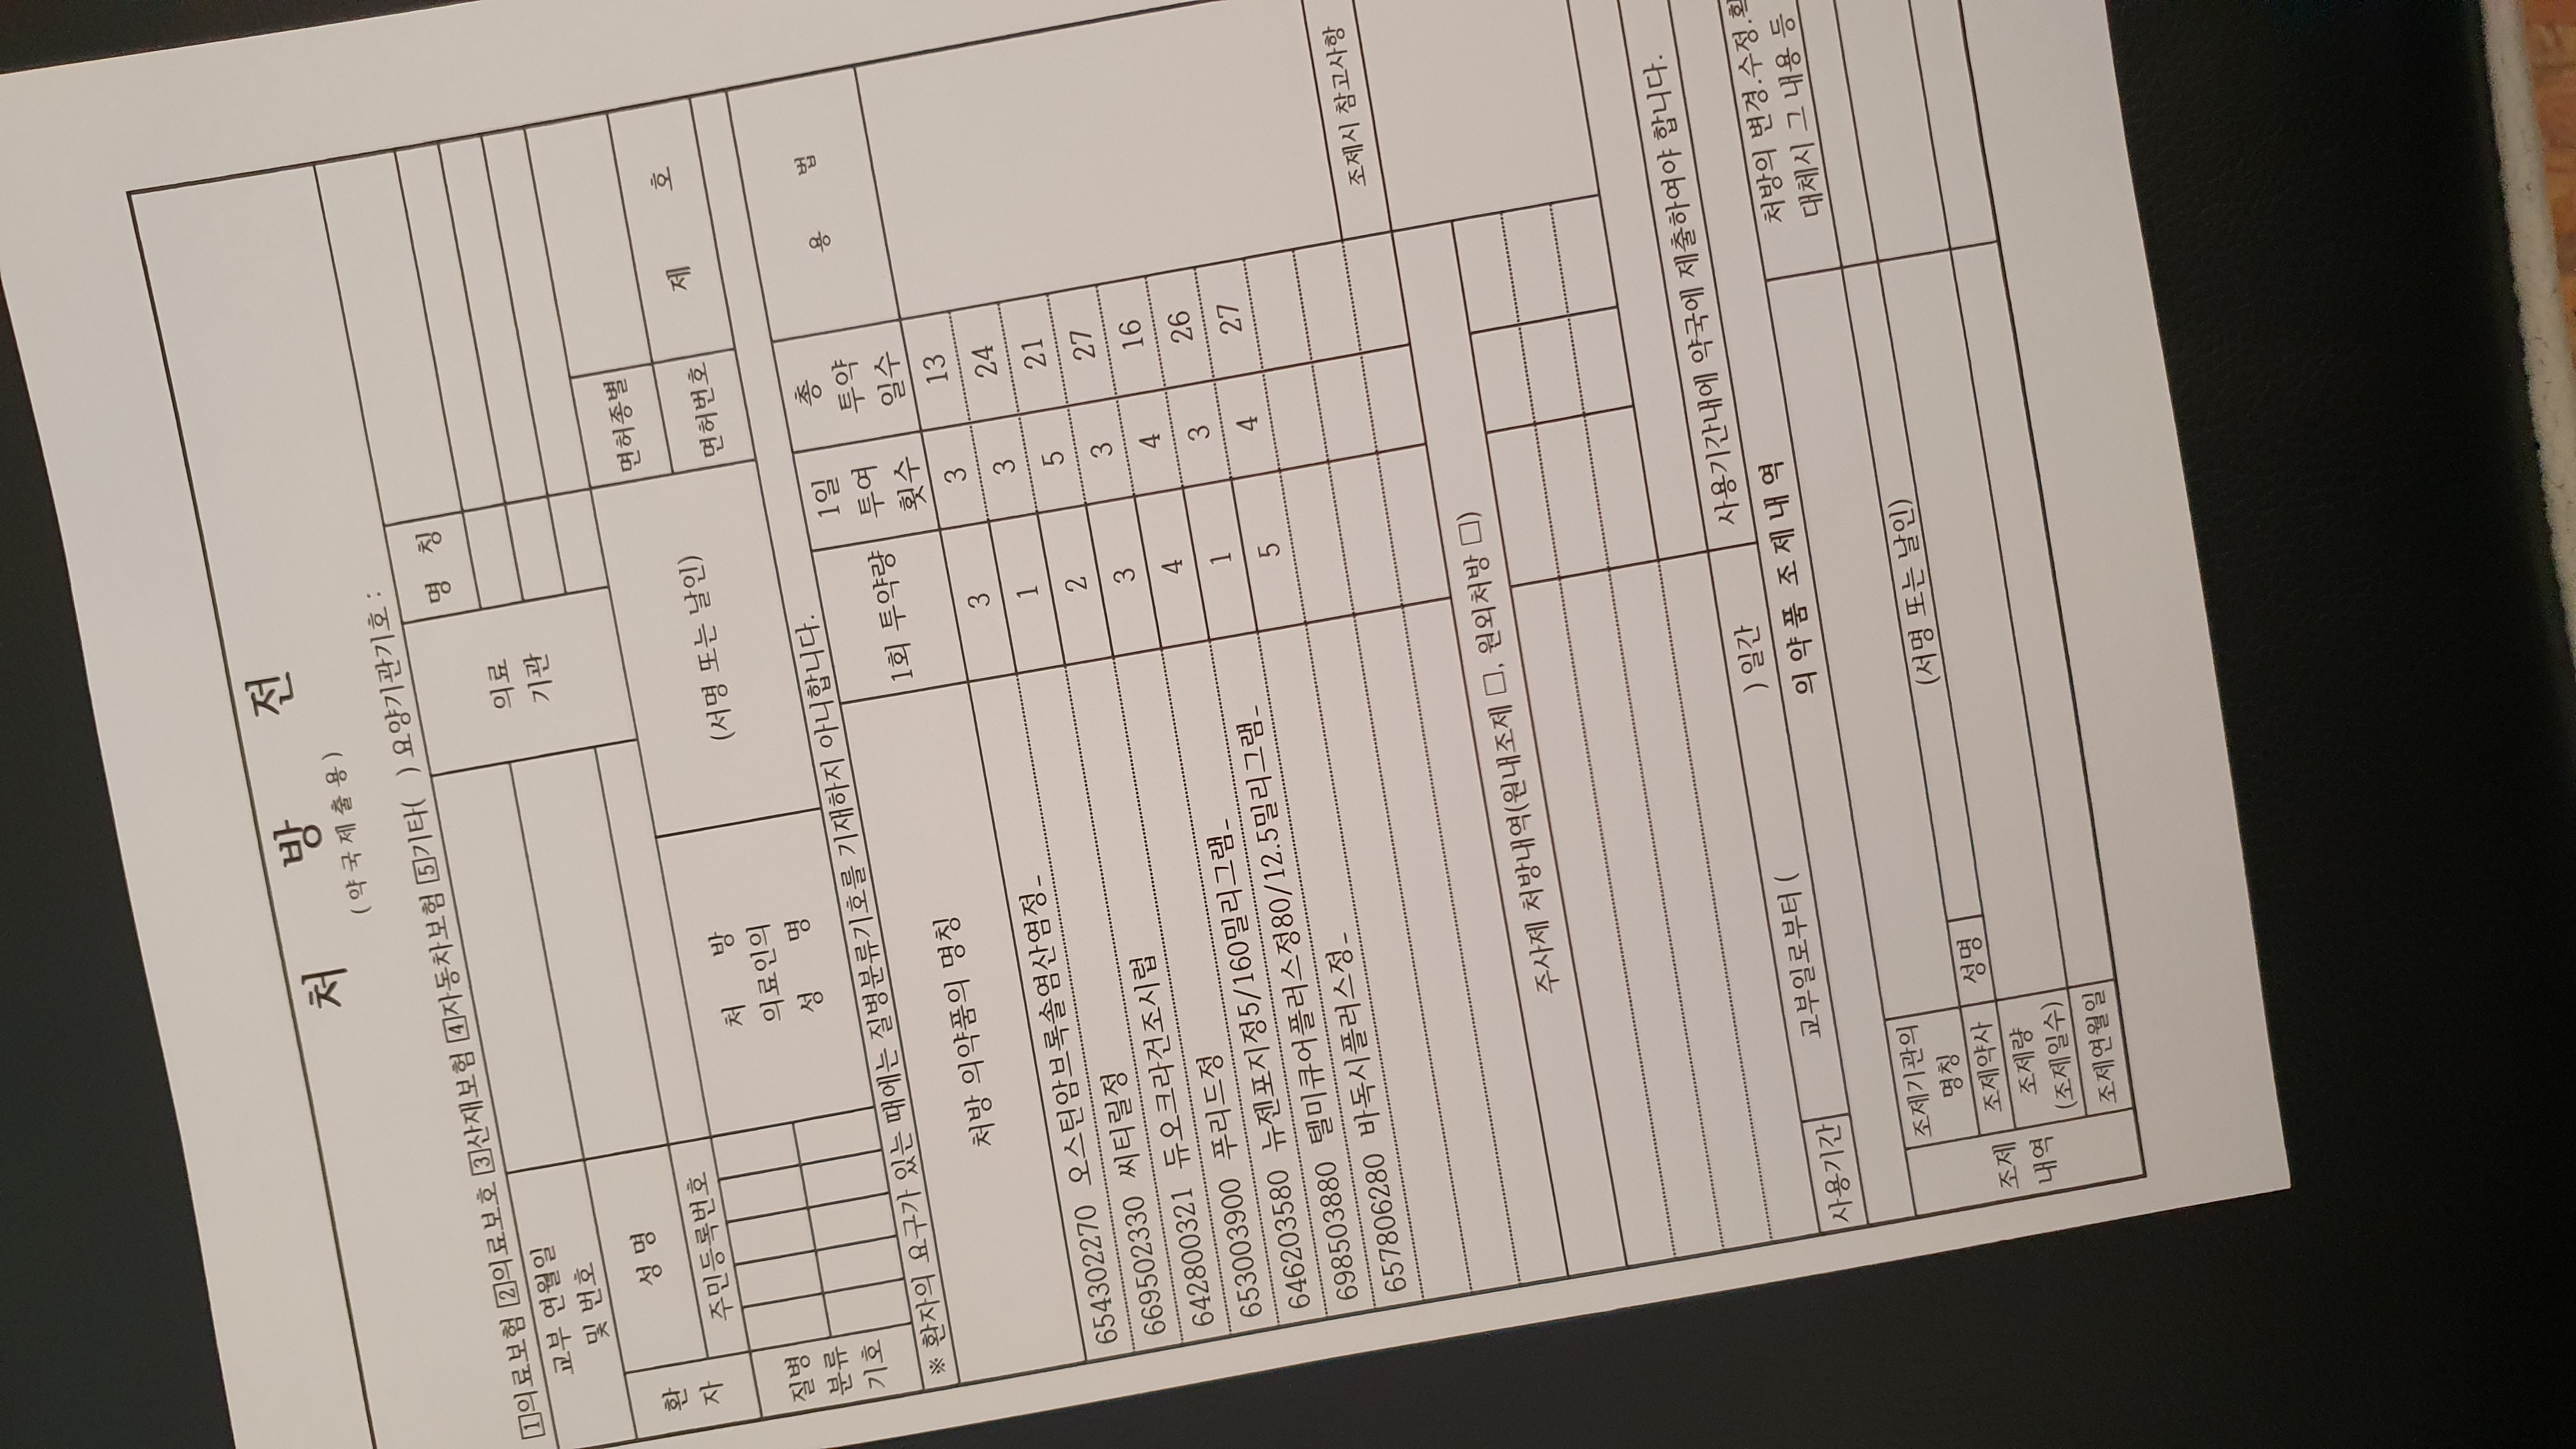 처 방 전
(약국제출용)
1의료보험 2의료보호 3산재보험 4자동차보험 5기타( ) 요양기관기호 :
교부 연월일
및 번호
의료
기관
명 칭
환
자
성 명
주민등록번호
질병
분류
기호
처 방
의료인의
성 명
(서명 또는 날인)
면허종별
면허번호
제 호
※ 환자의 요구가 있는 때에는 질병분류기호를 기재하지 아니합니다.
처방 의약품의 명칭
1회 투약량
1일
투여
횟수
총
투약
일수
용 법
654302270 오스틴암브록솔염산염정_ 3 3 13
669502330 씨티릴정 1 3 24
642800321 듀오크라건조시럽 2 5 21
653003900 푸리드정 3 3 27
646203580 뉴젠포지정5/160밀리그램_ 4 4 16
698503880 텔미큐어플러스정80/12.5밀리그램_ 1 3 26
657806280 바독시플러스정_ 5 4 27
조제시 참고사항
주사제 처방내역(원내조제 □, 원외처방 □)
사용기간
교부일로부터 ( ) 일간
사용기간내에 약국에 제출하여야 합니다.
의 약 품 조 제 내 역
처방의 변경.수정.확
대체시 그 내용 등
조제
내역
조제기관의
명칭
조제약사
성명
(서명 또는 날인)
조제량
(조제일수)
조제연월일